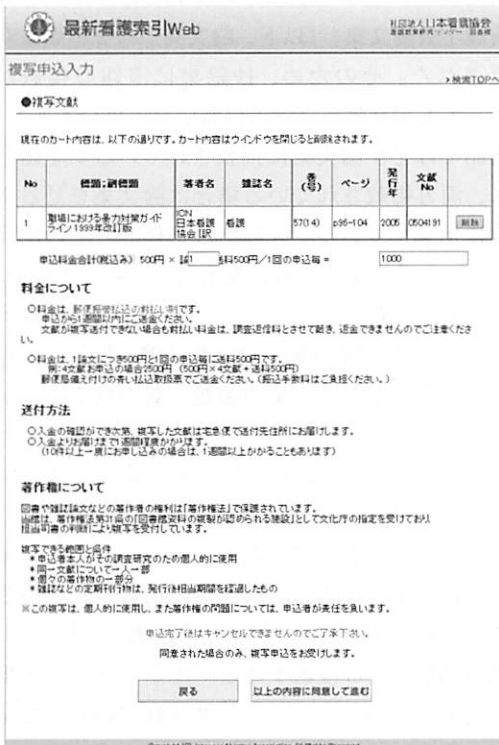 最新看護索引Web
社団法人日本看護協会
複写申込入力
>検索TOPへ
●複写文献
現在のカート内容は、以下の通りです。カート内容はウインドウを閉じると削除されます。
No 標題;副標題 著者名 雑誌名 巻(号) ページ 発行年 文献No
1 職場における暴力対策ガイドライン1999年改訂版 ICN日本看護協会訳 看護 57(14) p96-104 2005 0504191 削除
申込料金合計(税込み) 500円 × 1 送料500円/1回の申込毎 = 1000
料金について
○料金は、郵便振替払込の前払い制です。
申込から1週間以内にご送金ください。
文献が複写送付できない場合も前払い料金は、調査返信料とさせて頂き、返金できませんのでご注意ください。
○料金は、1論文につき500円と1回の申込毎に送料500円です。
例:4文献お申込の場合2500円 (500円×4文献+送料500円)
郵便局備え付けの青い払込取扱票でご送金ください。(振込手数料はご負担ください。)
送付方法
○入金の確認ができ次第、複写した文献は宅急便で送付先住所にお届けします。
○入金よりお届けまで1週間程度かかります。
(10件以上一度にお申し込みの場合は、1週間以上かかることもあります)
著作権について
図書や雑誌論文などの著作者の権利は「著作権法」で保護されています。
当館は、著作権法第31条の「図書館資料の複製が認められる施設」として文化庁の指定を受けており、
担当司書の判断により複写を受付しています。
複写できる範囲と条件
*申込者本人がその調査研究のため個人的に使用
*同一文献について一人一部
*個々の著作物の一部分
*雑誌などの定期刊行物は、発行後相当期間を経過したもの
※この複写は、個人的に使用し、また著作権の問題については、申込者が責任を負います。
申込完了後はキャンセルできませんのでご了承下さい。
同意された場合のみ、複写申込をお受けします。
戻る 以上の内容に同意して進む